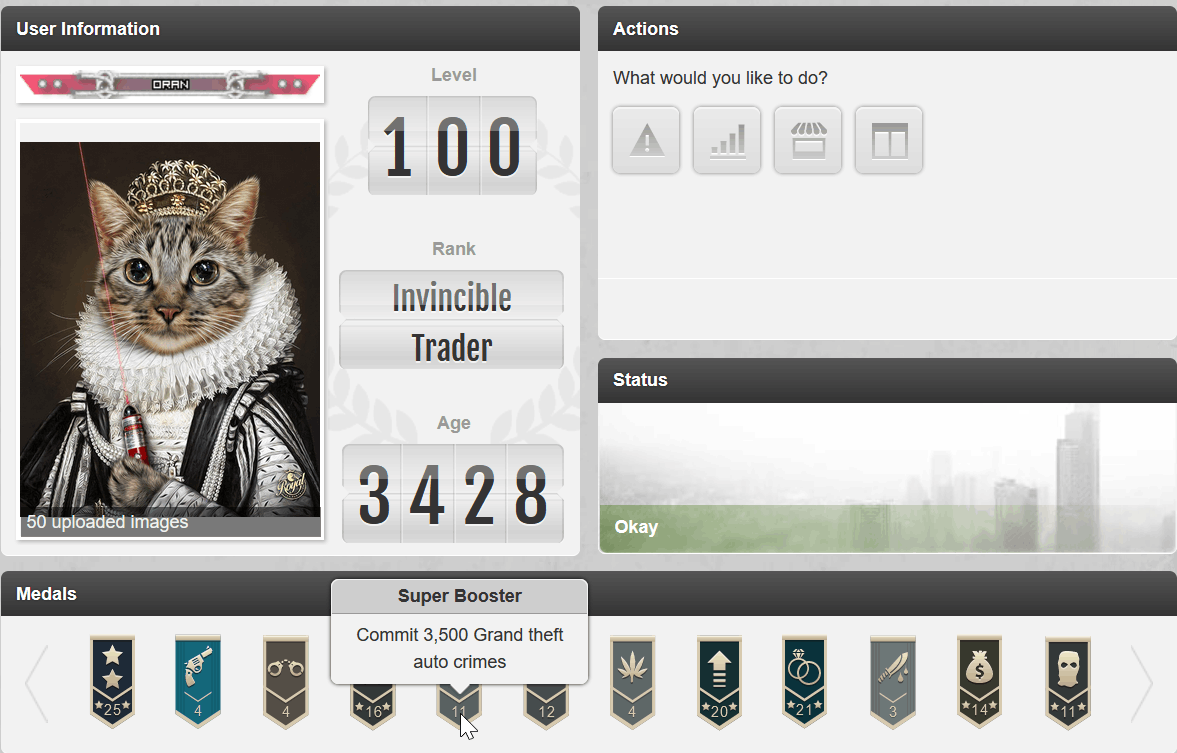 User Information
ORAN
Level
100
Rank
Invincible
Trader
Age
3428
Royal
50 uploaded images
Actions
What would you like to do?
Status
Okay
Medals
Super Booster
Commit 3,500 Grand theft
auto crimes
25
4
4
16
11
12
4
20
21
3
14
11